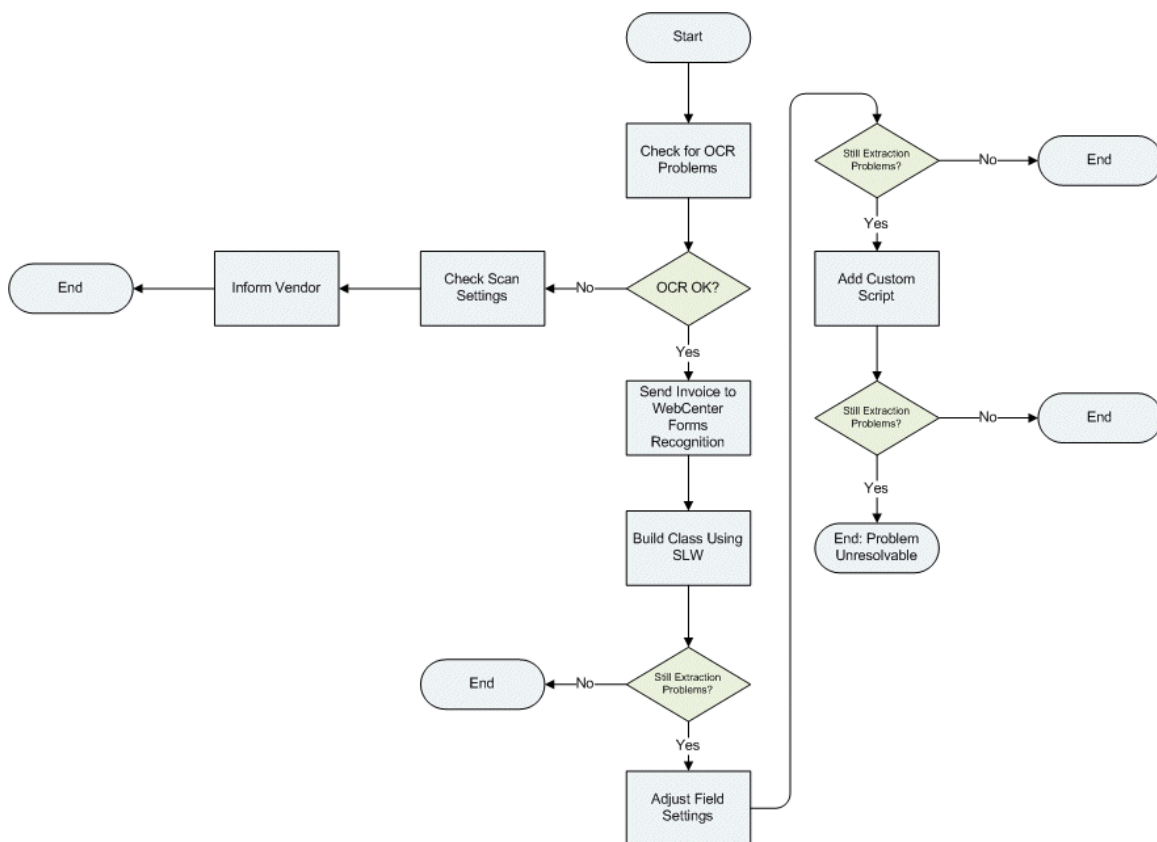 Start
Check for OCR
Problems
OCR OK?
No
Check Scan
Settings
Inform Vendor
End
Yes
Send Invoice to
WebCenter
Forms
Recognition
Build Class Using
SLW
Still Extraction
Problems?
No
End
Yes
Adjust Field
Settings
Still Extraction
Problems?
No
End
Yes
Add Custom
Script
Still Extraction
Problems?
No
End
Yes
End: Problem
Unresolvable